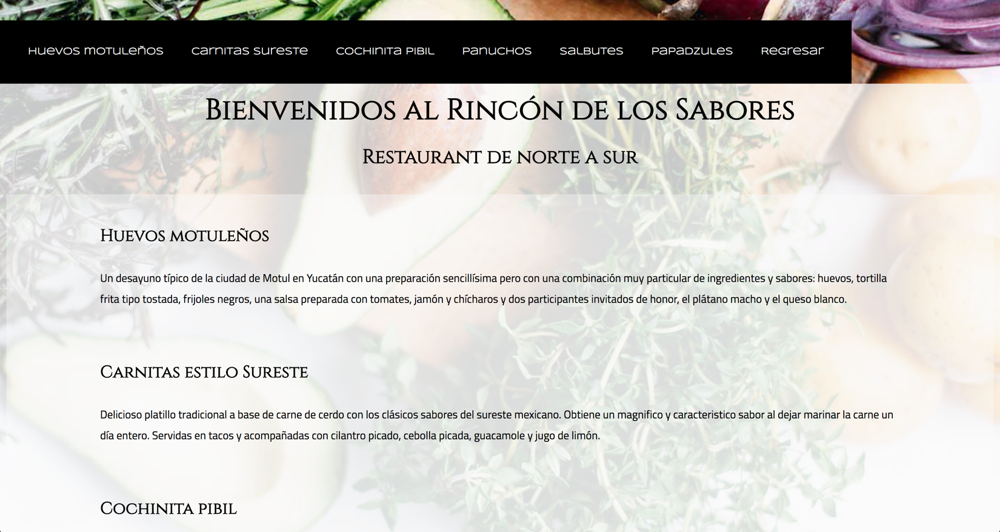 Huevos motuleños Carnitas Sureste Cochinita Pibil Panuchos Salbutes Papadzules Regresar
Bienvenidos al Rincón de los Sabores
Restaurant de norte a sur
Huevos motuleños
Un desayuno típico de la ciudad de Motul en Yucatán con una preparación sencillísima pero con una combinación muy particular de ingredientes y sabores: huevos, tortilla
frita tipo tostada, frijoles negros, una salsa preparada con tomates, jamón y chícharos y dos participantes invitados de honor, el plátano macho y el queso blanco.
Carnitas estilo Sureste
Delicioso platillo tradicional a base de carne de cerdo con los clásicos sabores del sureste mexicano. Obtiene un magnifico y caracteristico sabor al dejar marinar la carne un
día entero. Servidas en tacos y acompañadas con cilantro picado, cebolla picada, guacamole y jugo de limón.
Cochinita pibil